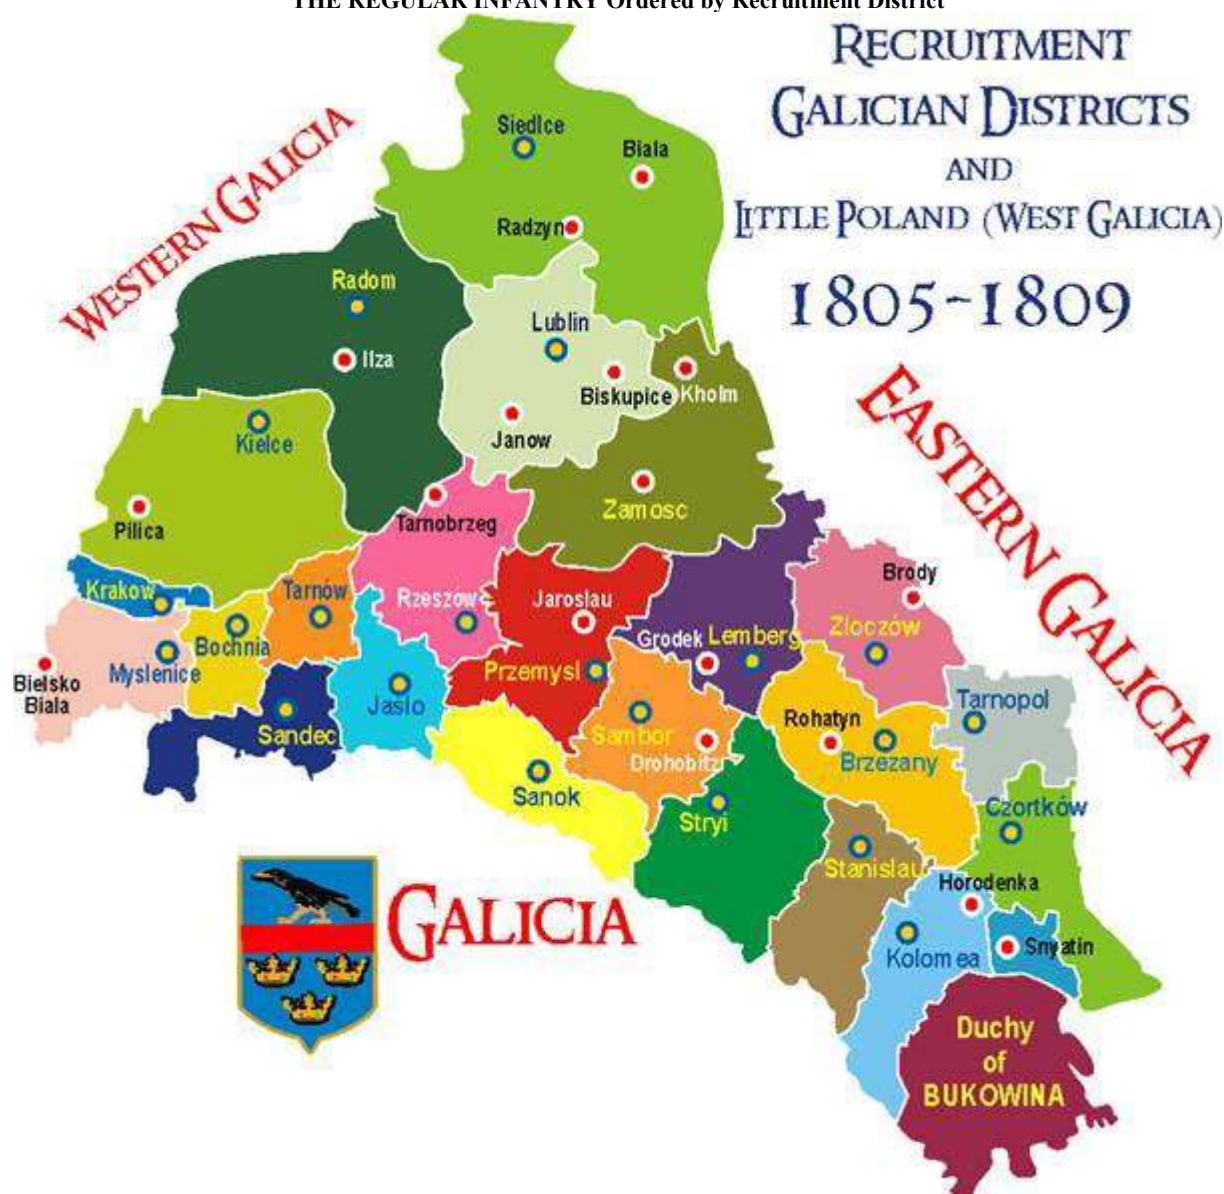 THE REGULAR INFANTRY Ordered by Recruitment District
RECRUITMENT
GALICIAN DISTRICTS
AND
LITTLE POLAND (WEST GALICIA)
1805-1809
WESTERN GALICIA
EASTERN GALICIA
Siedlce
Biala
Radzyn
Radom
Ilza
Lublin
Biskupice
Kholm
Janow
Kielce
Pilica
Zamosc
Tarnobrzeg
Krakow
Tarnów
Rzeszow
Jaroslau
Brody
Bochnia
Grodek
Lemberg
Zloczów
Myslenice
Przemysl
Bielsko
Biala
Jaslo
Tarnopol
Sandec
Sambor
Rohatyn
Drohobitz
Brzezany
Sanok
Stryi
Czortków
Stanislau
Horodenka
GALICIA
Kolomea
Snyatin
Duchy
of
BUKOWINA